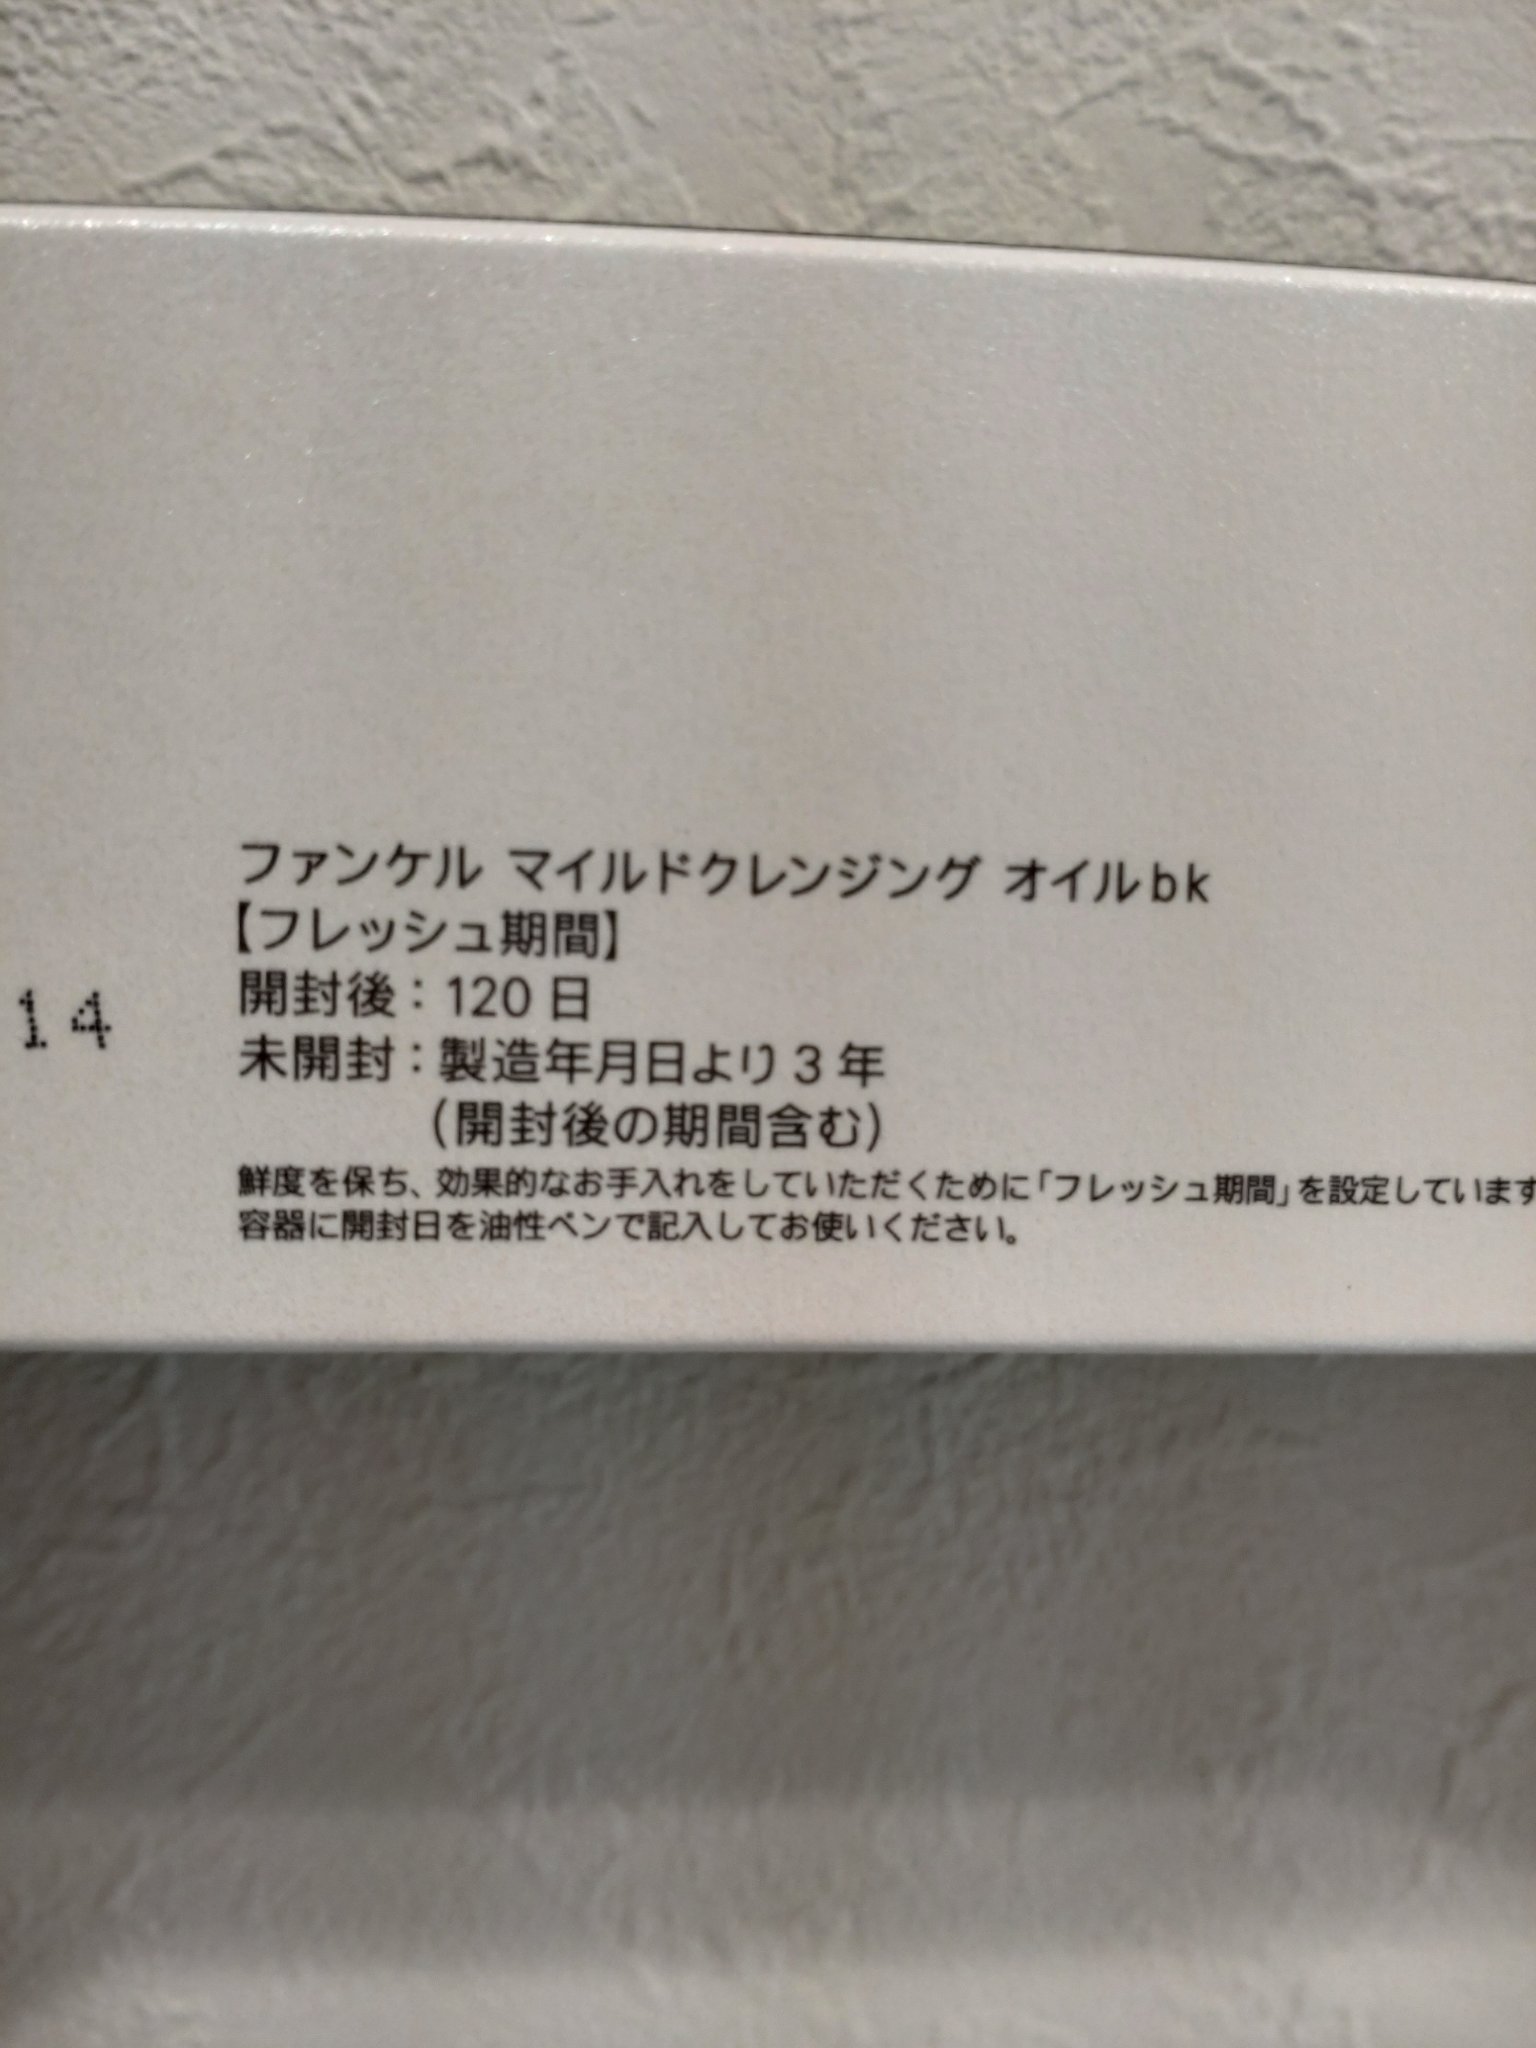 ファンケル マイルドクレンジング オイルbk
【フレッシュ期間】
開封後：120 日
14
未開封：製造年月日より 3 年
(開封後の期間含む)
鮮度を保ち、効果的なお手入れをしていただくために「フレッシュ期間」を設定しています
容器に開封日を油性ペンで記入してお使いください。